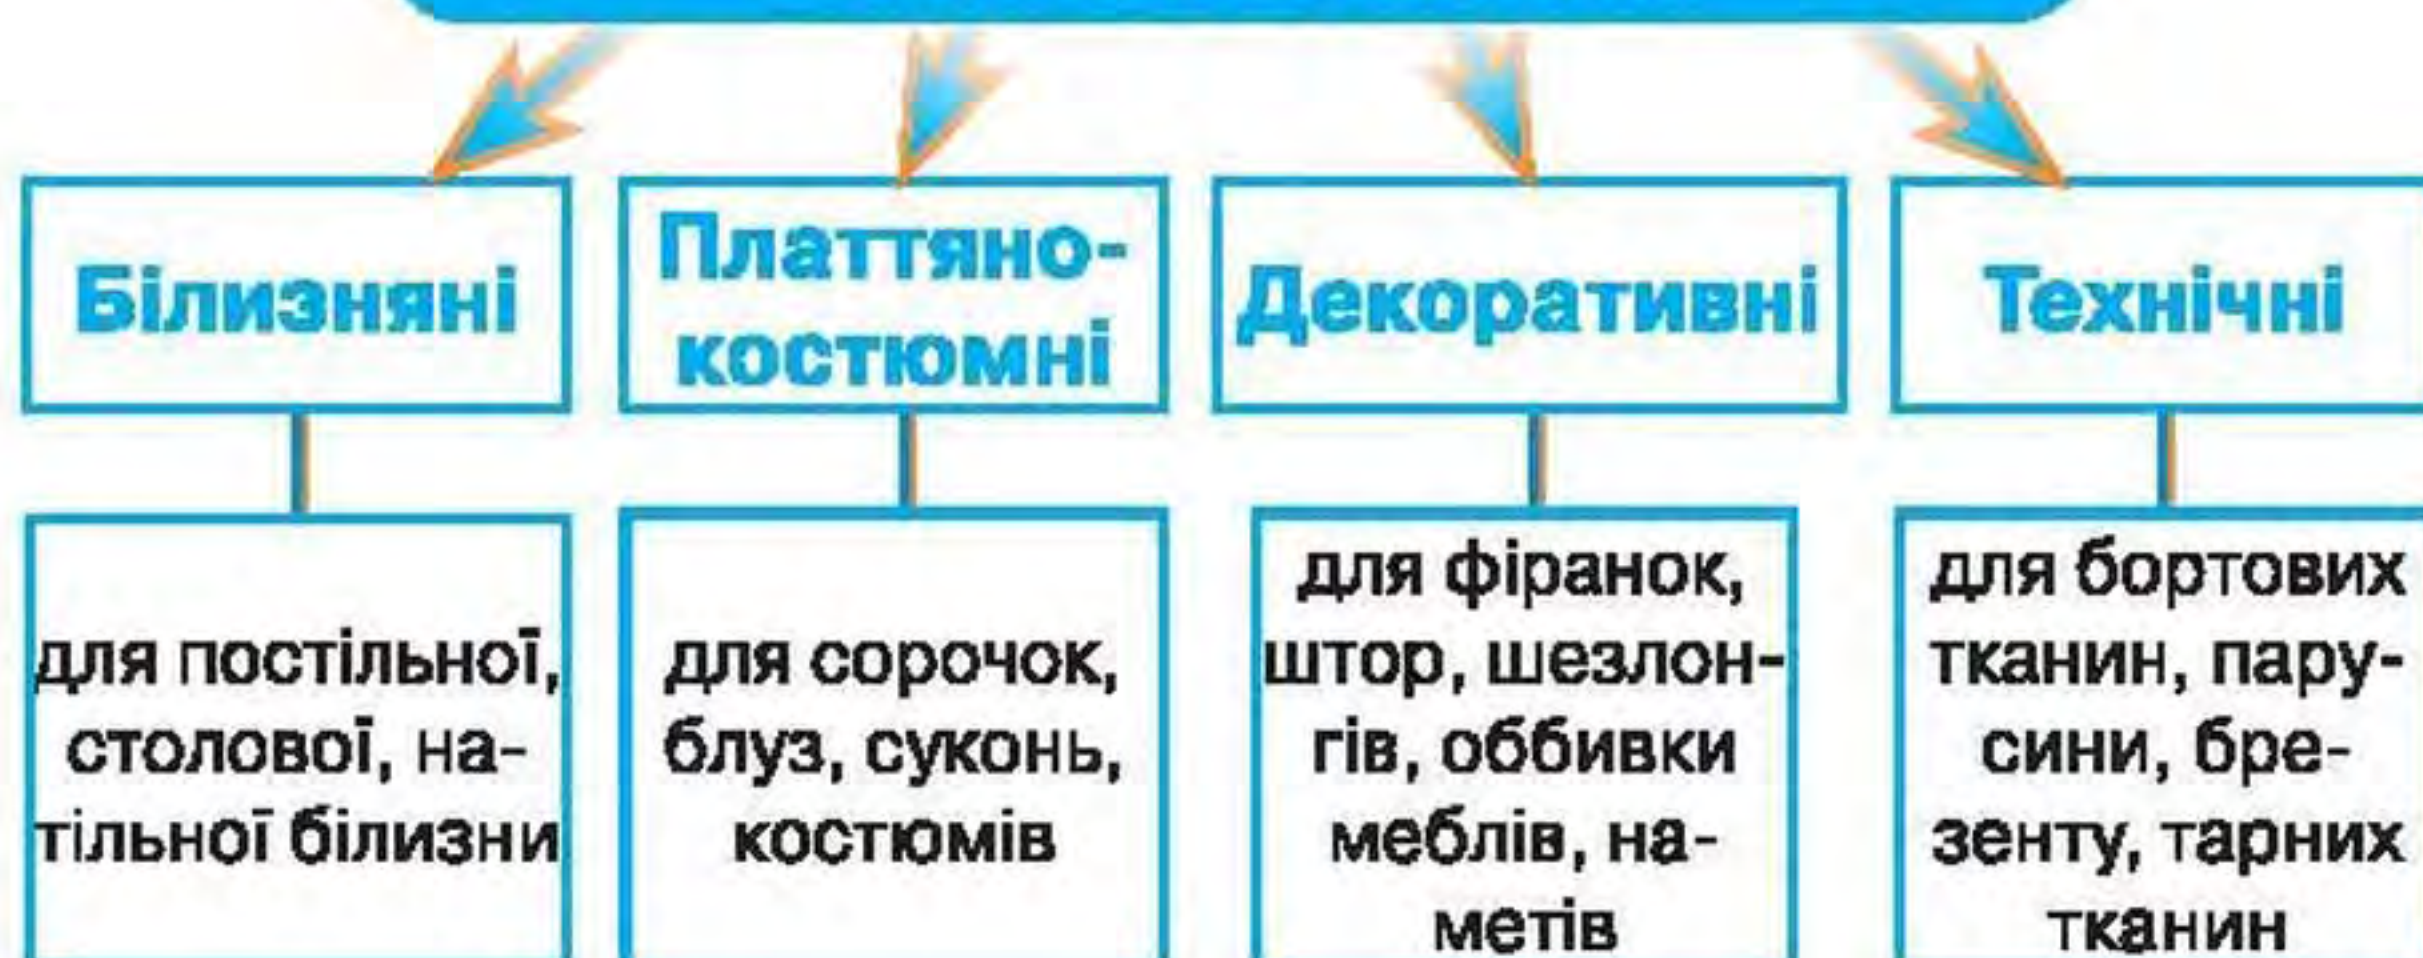 Білизняні
Платтяно-
костюмні
Декоративні
Технічні
для постільної,
столової, на-
тільної білизни
для сорочок,
блуз, суконь,
костюмів
для фіранок,
штор, шезлон-
гів, оббивки
меблів, на-
метів
для бортових
тканин, пару-
сини, бре-
зенту, тарних
тканин